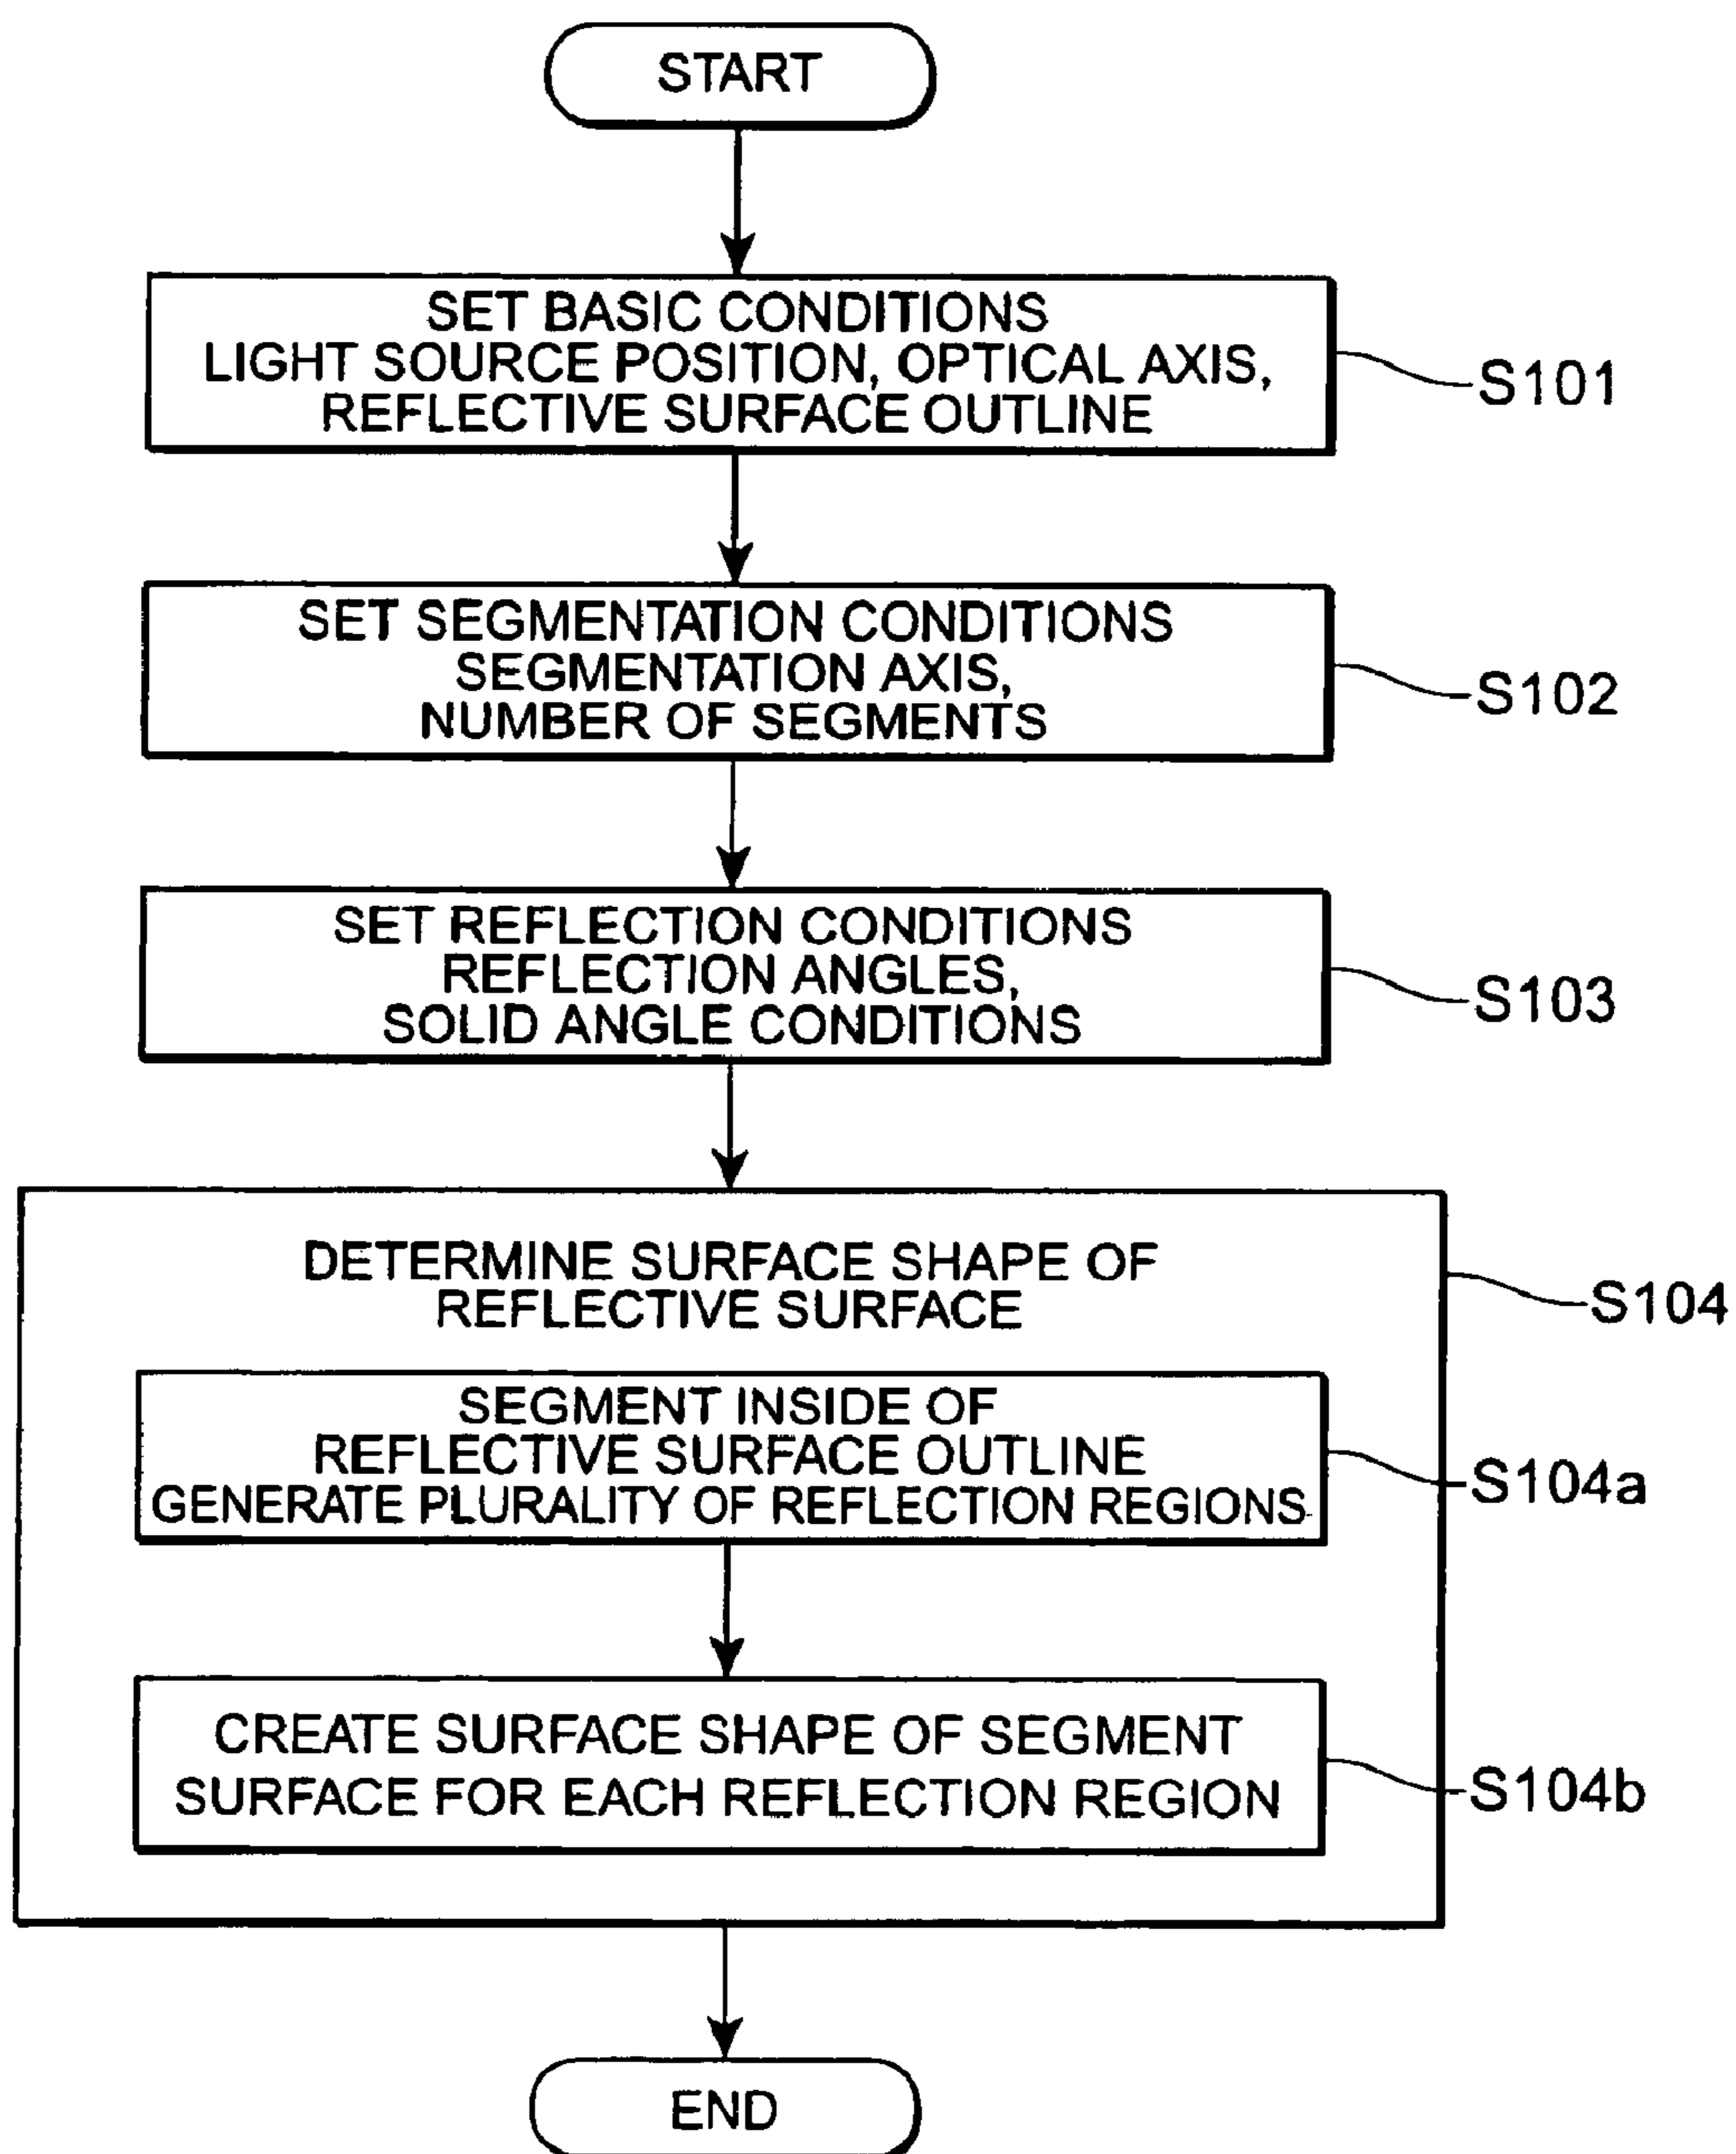 START
SET BASIC CONDITIONS
LIGHT SOURCE POSITION, OPTICAL AXIS,
REFLECTIVE SURFACE OUTLINE
S101
SET SEGMENTATION CONDITIONS
SEGMENTATION AXIS,
NUMBER OF SEGMENTS
S102
SET REFLECTION CONDITIONS
REFLECTION ANGLES,
SOLID ANGLE CONDITIONS
S103
DETERMINE SURFACE SHAPE OF
REFLECTIVE SURFACE
S104
SEGMENT INSIDE OF
REFLECTIVE SURFACE OUTLINE
GENERATE PLURALITY OF REFLECTION REGIONS
S104a
CREATE SURFACE SHAPE OF SEGMENT
SURFACE FOR EACH REFLECTION REGION
S104b
END